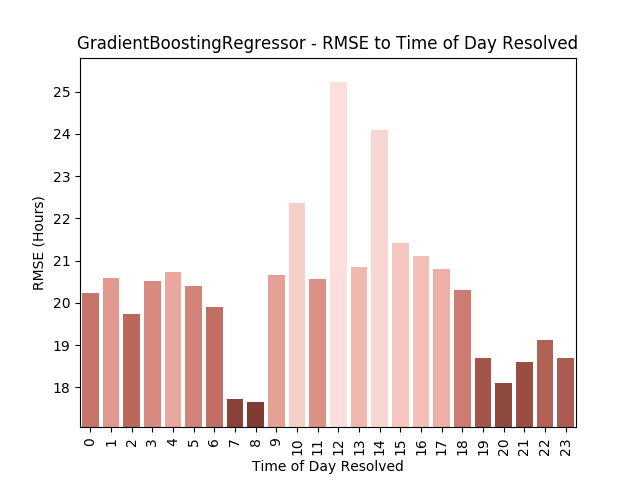 GradientBoostingRegressor - RMSE to Time of Day Resolved
RMSE (Hours)
25
24
23
22
21
20
19
18
0 1 2 3 4 5 6 7 8 9 10 11 12 13 14 15 16 17 18 19 20 21 22 23
Time of Day Resolved